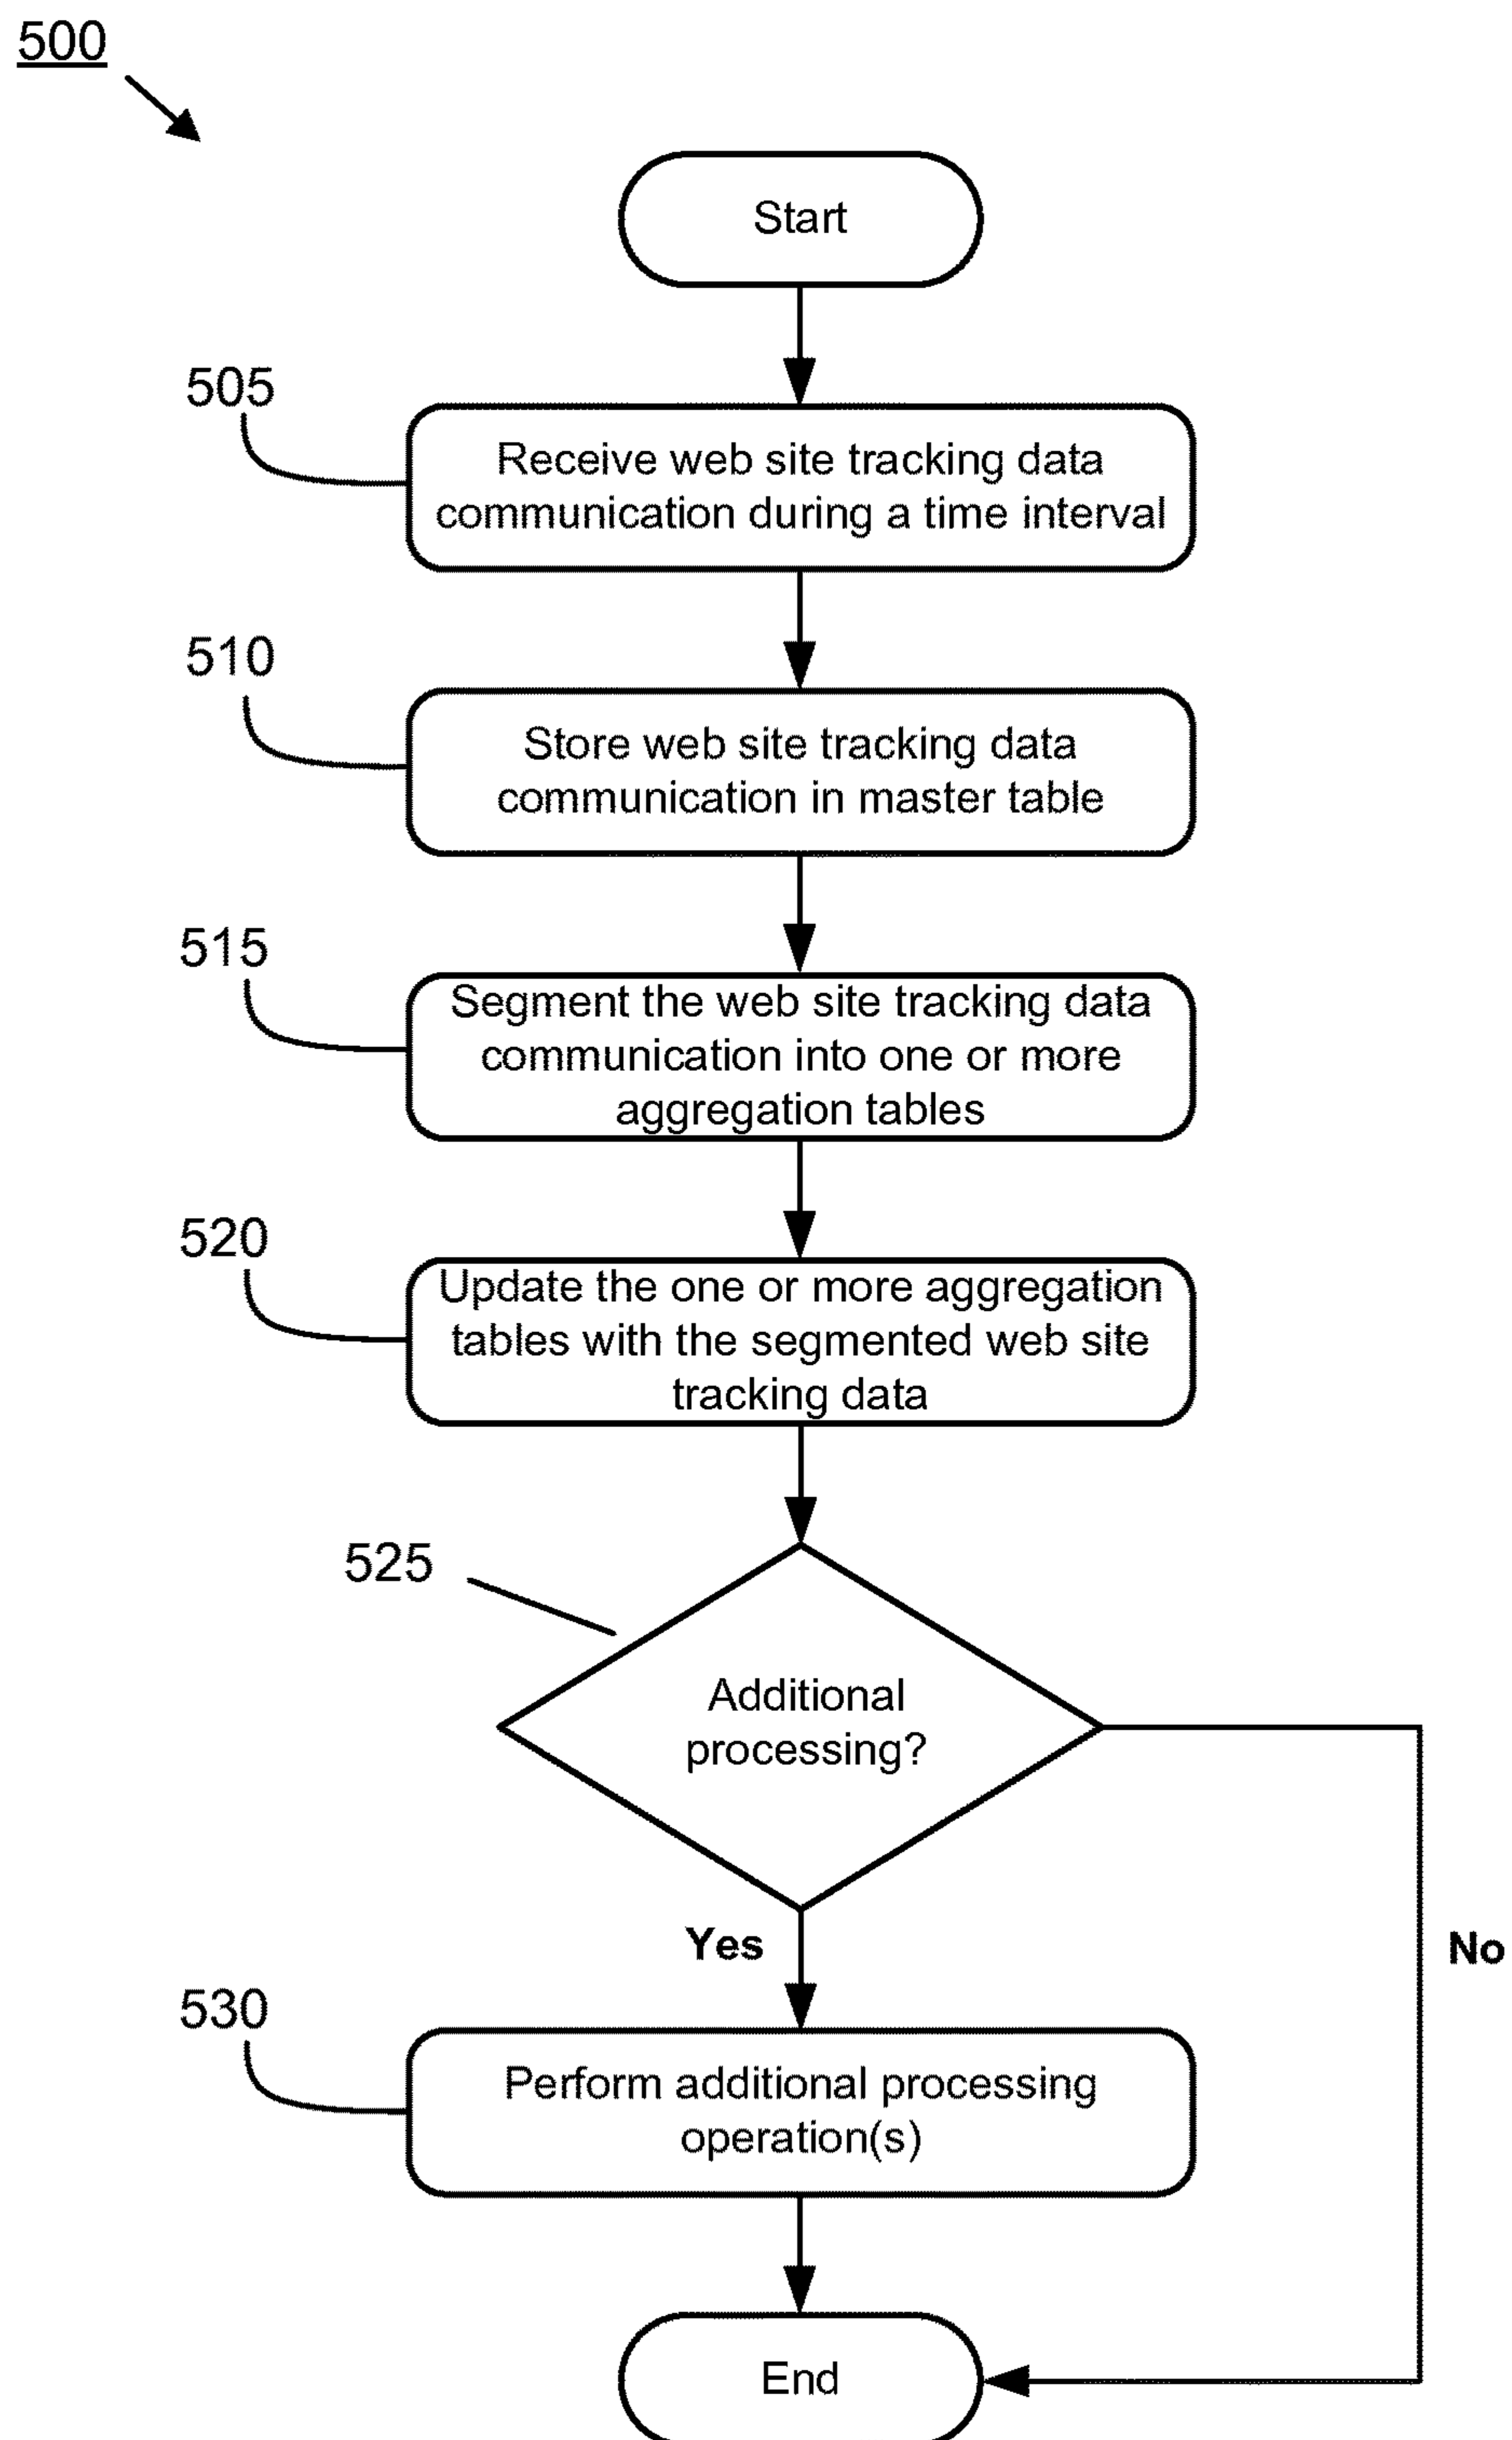 500
Start
505
Receive web site tracking data
communication during a time interval
510
Store web site tracking data
communication in master table
515
Segment the web site tracking data
communication into one or more
aggregation tables
520
Update the one or more aggregation
tables with the segmented web site
tracking data
525
Additional
processing?
Yes
No
530
Perform additional processing
operation(s)
End